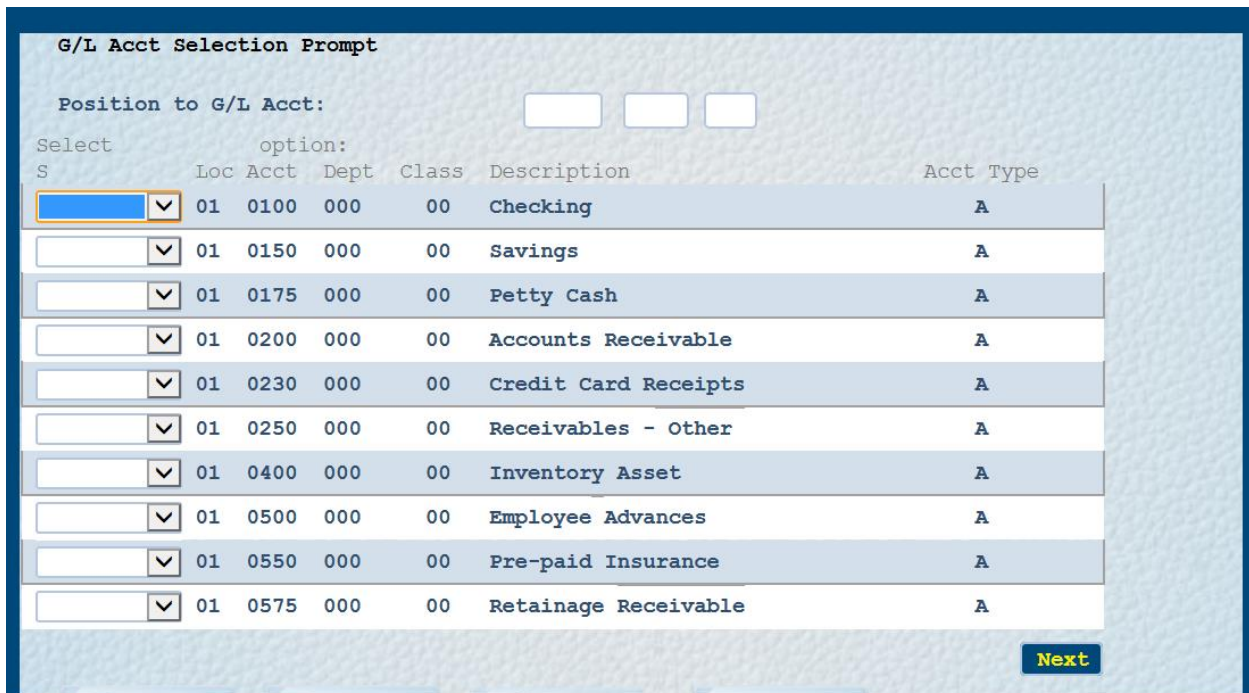 G/L Acct Selection Prompt
Position to G/L Acct:
Select option:
S Loc Acct Dept Class Description Acct Type
01 0100 000 00 Checking A
01 0150 000 00 Savings A
01 0175 000 00 Petty Cash A
01 0200 000 00 Accounts Receivable A
01 0230 000 00 Credit Card Receipts A
01 0250 000 00 Receivables - Other A
01 0400 000 00 Inventory Asset A
01 0500 000 00 Employee Advances A
01 0550 000 00 Pre-paid Insurance A
01 0575 000 00 Retainage Receivable A
Next